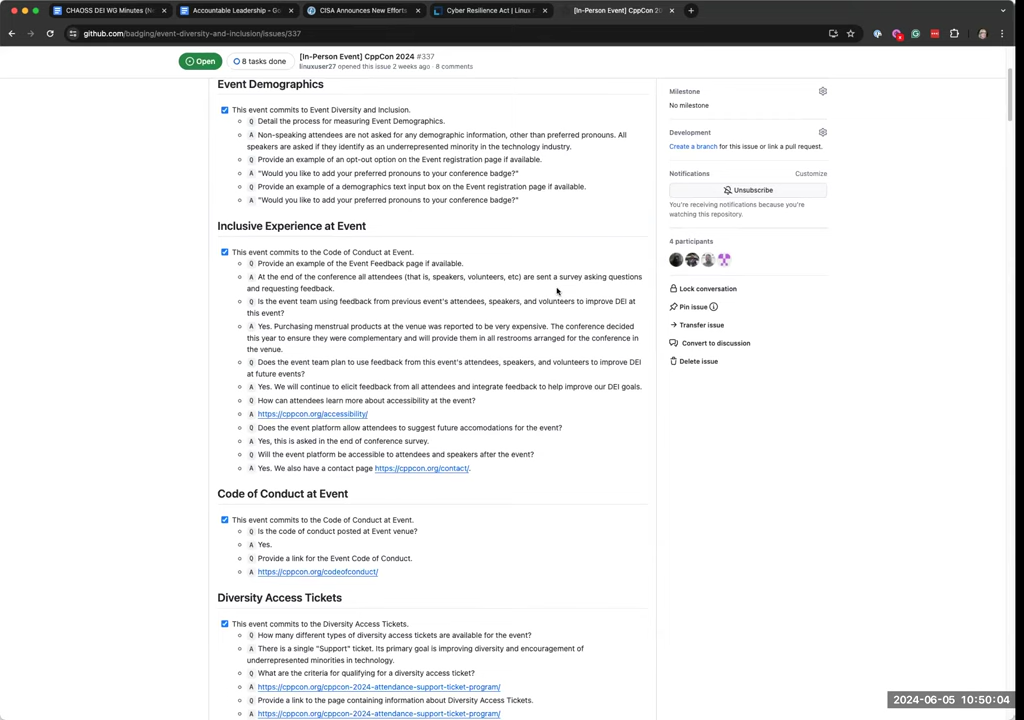 CHAOSS DEI WG Minutes (Ne
Accountable Leadership - Go
CISA Announces New Efforts
Cyber Resilience Act | Linux F
[In-Person Event] CppCon 20
github.com/badging/event-diversity-and-inclusion/issues/337
Open
8 tasks done
[In-Person Event] CppCon 2024 #337
linuxuser27 opened this issue 2 weeks ago · 8 comments
Event Demographics
This event commits to Event Diversity and Inclusion.
Q Detail the process for measuring Event Demographics.
A Non-speaking attendees are not asked for any demographic information, other than preferred pronouns. All
speakers are asked if they identify as an underrepresented minority in the technology industry.
Q Provide an example of an opt-out option on the Event registration page if available.
A "Would you like to add your preferred pronouns to your conference badge?"
Q Provide an example of a demographics text input box on the Event registration page if available.
A "Would you like to add your preferred pronouns to your conference badge?"
Inclusive Experience at Event
This event commits to the Code of Conduct at Event.
Q Provide an example of the Event Feedback page if available.
A At the end of the conference all attendees (that is, speakers, volunteers, etc) are sent a survey asking questions
and requesting feedback.
Q Is the event team using feedback from previous event's attendees, speakers, and volunteers to improve DEI at
this event?
A Yes. Purchasing menstrual products at the venue was reported to be very expensive. The conference decided
this year to ensure they were complementary and will provide them in all restrooms arranged for the conference in
the venue.
Q Does the event team plan to use feedback from this event's attendees, speakers, and volunteers to improve DEI
at future events?
A Yes. We will continue to elicit feedback from all attendees and integrate feedback to help improve our DEI goals.
Q How can attendees learn more about accessibility at the event?
A https://cppcon.org/accessibility/
Q Does the event platform allow attendees to suggest future accomodations for the event?
A Yes, this is asked in the end of conference survey.
Q Will the event platform be accessible to attendees and speakers after the event?
A Yes. We also have a contact page https://cppcon.org/contact/.
Code of Conduct at Event
This event commits to the Code of Conduct at Event.
Q Is the code of conduct posted at Event venue?
A Yes.
Q Provide a link for the Event Code of Conduct.
A https://cppcon.org/codeofconduct/
Diversity Access Tickets
This event commits to the Diversity Access Tickets.
Q How many different types of diversity access tickets are available for the event?
A There is a single "Support" ticket. Its primary goal is improving diversity and encouragement of
underrepresented minorities in technology.
Q What are the criteria for qualifying for a diversity access ticket?
A https://cppcon.org/cppcon-2024-attendance-support-ticket-program/
Q Provide a link to the page containing information about Diversity Access Tickets.
A https://cppcon.org/cppcon-2024-attendance-support-ticket-program/
Milestone
No milestone
Development
Create a branch for this issue or link a pull request.
Notifications
Customize
Unsubscribe
You're receiving notifications because you're
watching this repository.
4 participants
Lock conversation
Pin issue
Transfer issue
Convert to discussion
Delete issue
2024-06-05 10:50:04